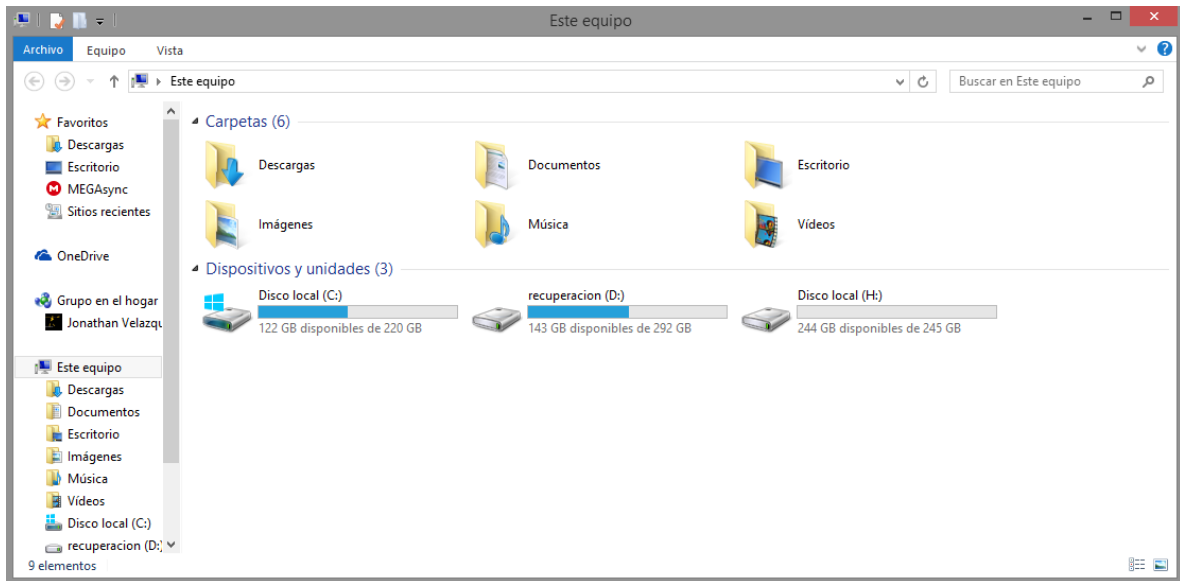 Este equipo
Archivo Equipo Vista
Este equipo
Buscar en Este equipo
Favoritos
Descargas
Escritorio
MEGAsync
Sitios recientes
OneDrive
Grupo en el hogar
Jonathan Velazqu
Este equipo
Descargas
Documentos
Escritorio
Imágenes
Música
Vídeos
Disco local (C:)
recuperacion (D:)
Carpetas (6)
Descargas
Documentos
Escritorio
Imágenes
Música
Vídeos
Dispositivos y unidades (3)
Disco local (C:)
122 GB disponibles de 220 GB
recuperacion (D:)
143 GB disponibles de 292 GB
Disco local (H:)
244 GB disponibles de 245 GB
9 elementos